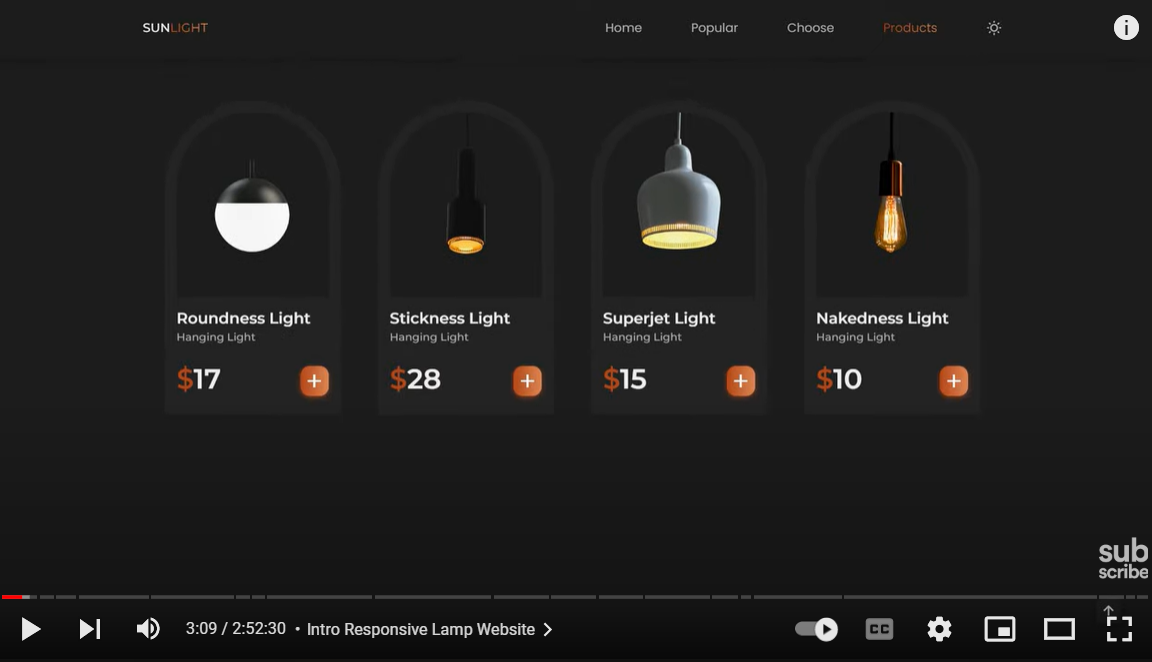 SUNLIGHT Home Popular Choose Products
Roundness Light
Hanging Light
$17
Stickness Light
Hanging Light
$28
Superjet Light
Hanging Light
$15
Nakedness Light
Hanging Light
$10
sub
scribe
3:09 / 2:52:30 • Intro Responsive Lamp Website
CC